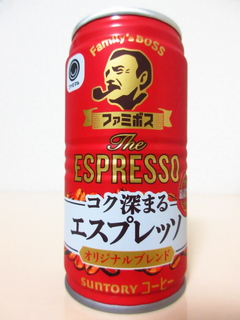 Family's BOSS
ファミボス
The
ESPRESSO
コク深まる
エスプレッソ
オリジナルブレンド
SUNTORY コーヒー